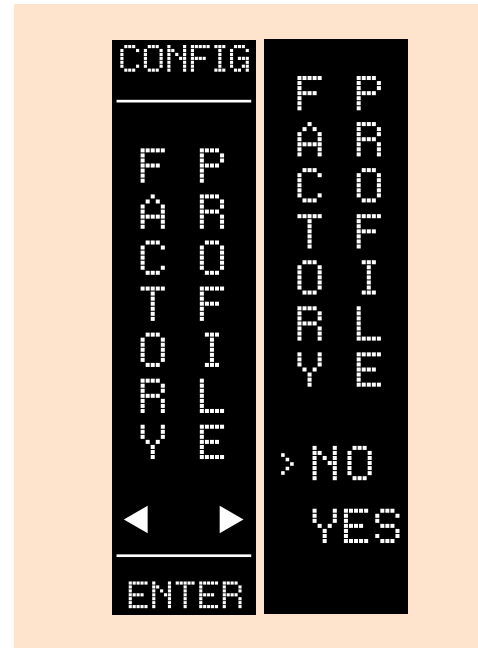 CONFIG
FACTORY
PROFILE
ENTER
FACTORY
PROFILE
>NO
YES